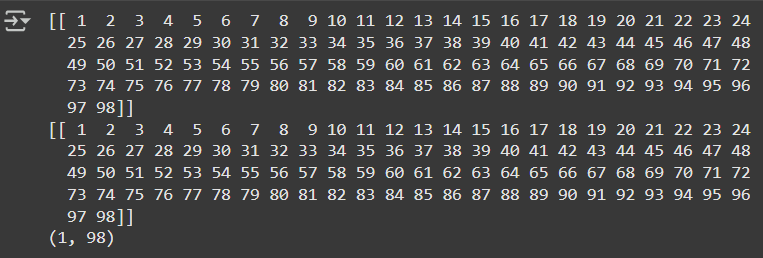 [[ 1  2  3  4  5  6  7  8  9 10 11 12 13 14 15 16 17 18 19 20 21 22 23 24
  25 26 27 28 29 30 31 32 33 34 35 36 37 38 39 40 41 42 43 44 45 46 47 48
  49 50 51 52 53 54 55 56 57 58 59 60 61 62 63 64 65 66 67 68 69 70 71 72
  73 74 75 76 77 78 79 80 81 82 83 84 85 86 87 88 89 90 91 92 93 94 95 96
  97 98]]
[[ 1  2  3  4  5  6  7  8  9 10 11 12 13 14 15 16 17 18 19 20 21 22 23 24
  25 26 27 28 29 30 31 32 33 34 35 36 37 38 39 40 41 42 43 44 45 46 47 48
  49 50 51 52 53 54 55 56 57 58 59 60 61 62 63 64 65 66 67 68 69 70 71 72
  73 74 75 76 77 78 79 80 81 82 83 84 85 86 87 88 89 90 91 92 93 94 95 96
  97 98]]
(1, 98)